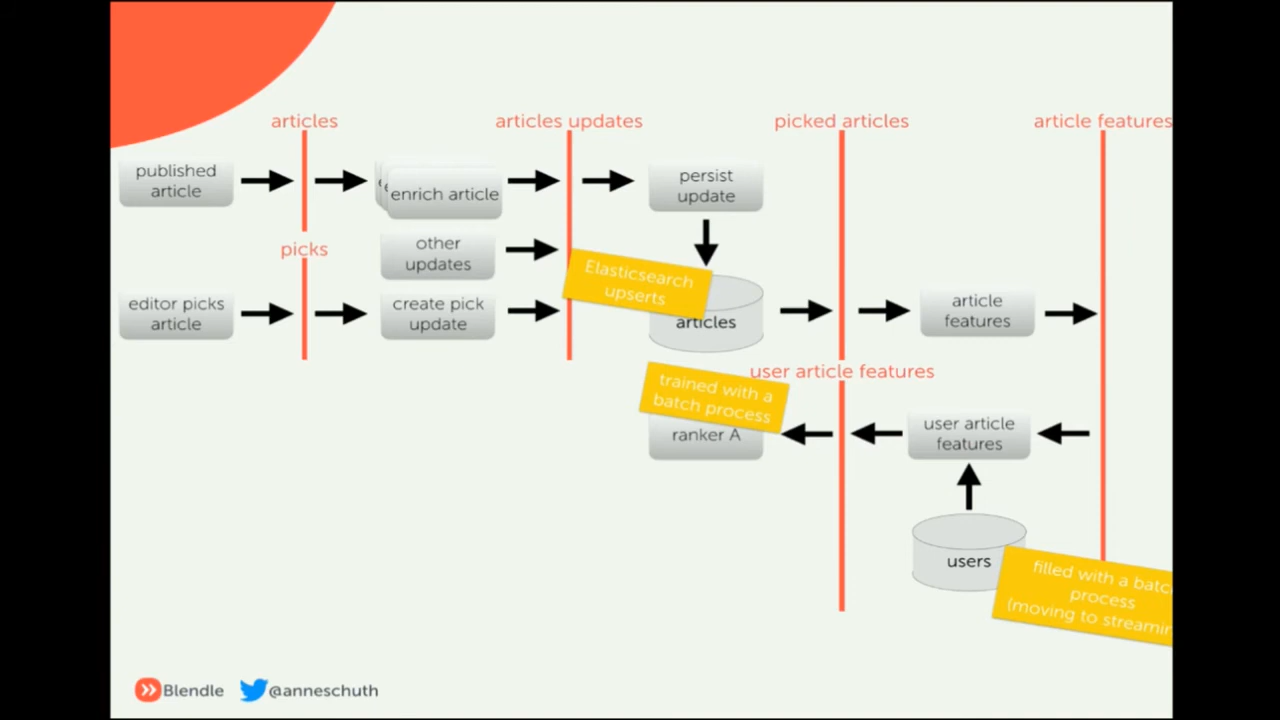 articles
articles updates
picked articles
article features
published
article
enrich article
persist
update
picks
other
updates
Elasticsearch
upserts
editor picks
article
create pick
update
articles
article
features
user article features
trained with a
batch process
ranker A
user article
features
users
filled with a batc
process
(moving to streamin
Blendle
@anneschuth